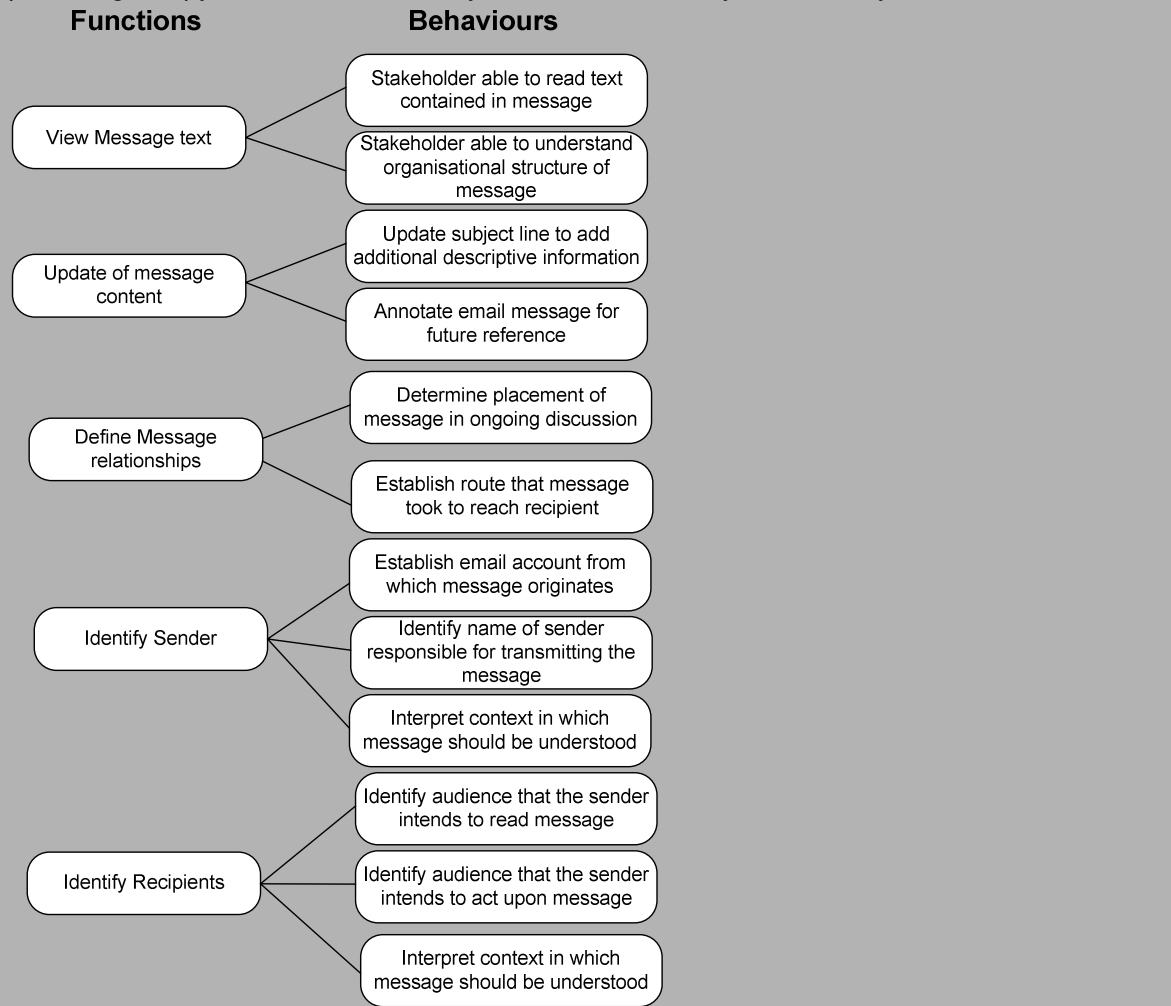 Functions
Behaviours
View Message text
Stakeholder able to read text
contained in message
Stakeholder able to understand
organisational structure of
message
Update of message
content
Update subject line to add
additional descriptive information
Annotate email message for
future reference
Define Message
relationships
Determine placement of
message in ongoing discussion
Establish route that message
took to reach recipient
Identify Sender
Establish email account from
which message originates
Identify name of sender
responsible for transmitting the
message
Interpret context in which
message should be understood
Identify Recipients
Identify audience that the sender
intends to read message
Identify audience that the sender
intends to act upon message
Interpret context in which
message should be understood